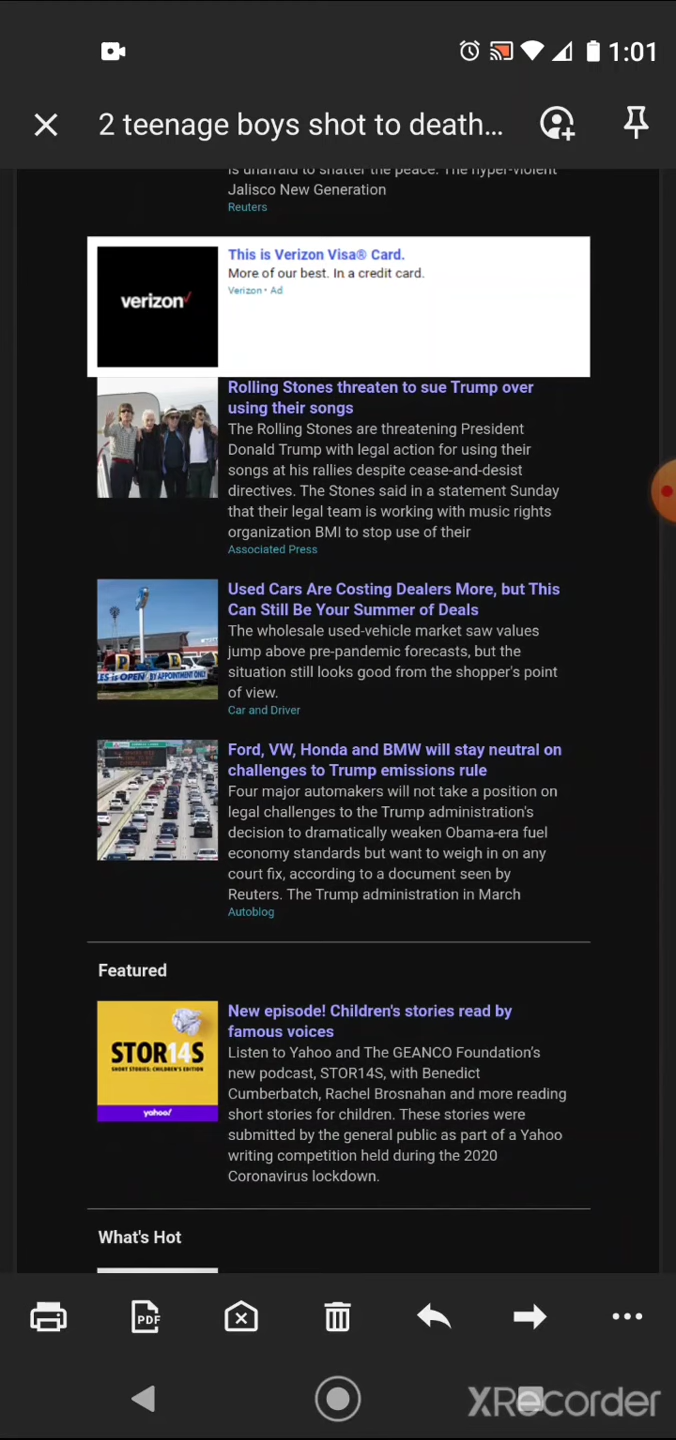 1:01
2 teenage boys shot to death...
is unafraid to shatter the peace. The hyper-violent
Jalisco New Generation
Reuters
verizon
This is Verizon Visa® Card.
More of our best. In a credit card.
Verizon • Ad
Rolling Stones threaten to sue Trump over
using their songs
The Rolling Stones are threatening President
Donald Trump with legal action for using their
songs at his rallies despite cease-and-desist
directives. The Stones said in a statement Sunday
that their legal team is working with music rights
organization BMI to stop use of their
Associated Press
Used Cars Are Costing Dealers More, but This
Can Still Be Your Summer of Deals
The wholesale used-vehicle market saw values
jump above pre-pandemic forecasts, but the
situation still looks good from the shopper's point
of view.
Car and Driver
LES IS OPEN BY APPOINTMENT ONLY
Ford, VW, Honda and BMW will stay neutral on
challenges to Trump emissions rule
Four major automakers will not take a position on
legal challenges to the Trump administration's
decision to dramatically weaken Obama-era fuel
economy standards but want to weigh in on any
court fix, according to a document seen by
Reuters. The Trump administration in March
Autoblog
Featured
STOR14S
SHORT STORIES: CHILDREN'S EDITION
yahoo!
New episode! Children's stories read by
famous voices
Listen to Yahoo and The GEANCO Foundation's
new podcast, STOR14S, with Benedict
Cumberbatch, Rachel Brosnahan and more reading
short stories for children. These stories were
submitted by the general public as part of a Yahoo
writing competition held during the 2020
Coronavirus lockdown.
What's Hot
PDF
XRecorder